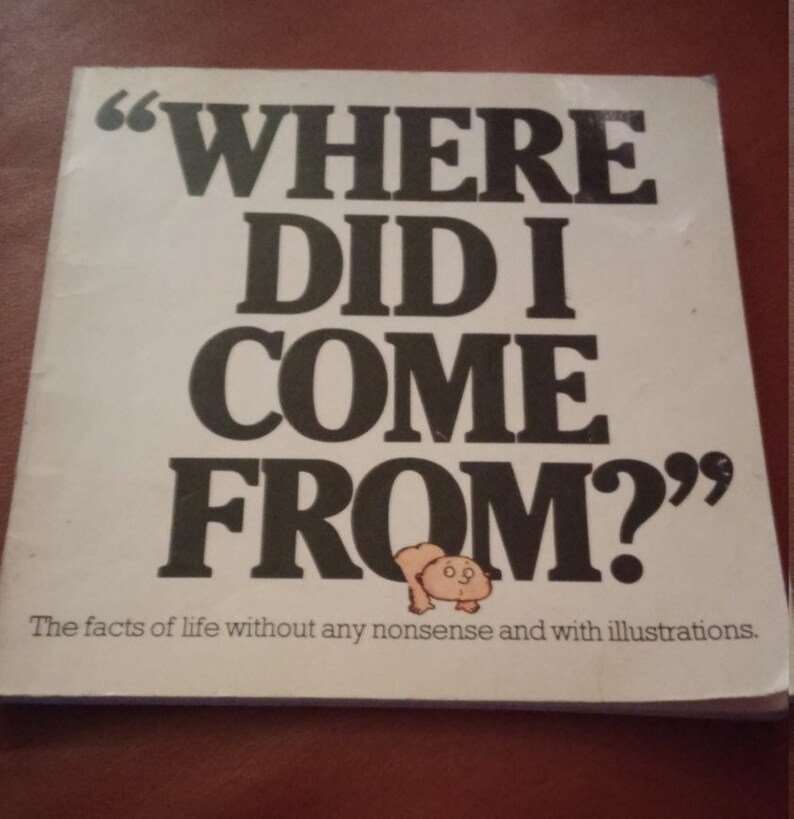 “WHERE
DID I
COME
FROM?”
The facts of life without any nonsense and with illustrations.